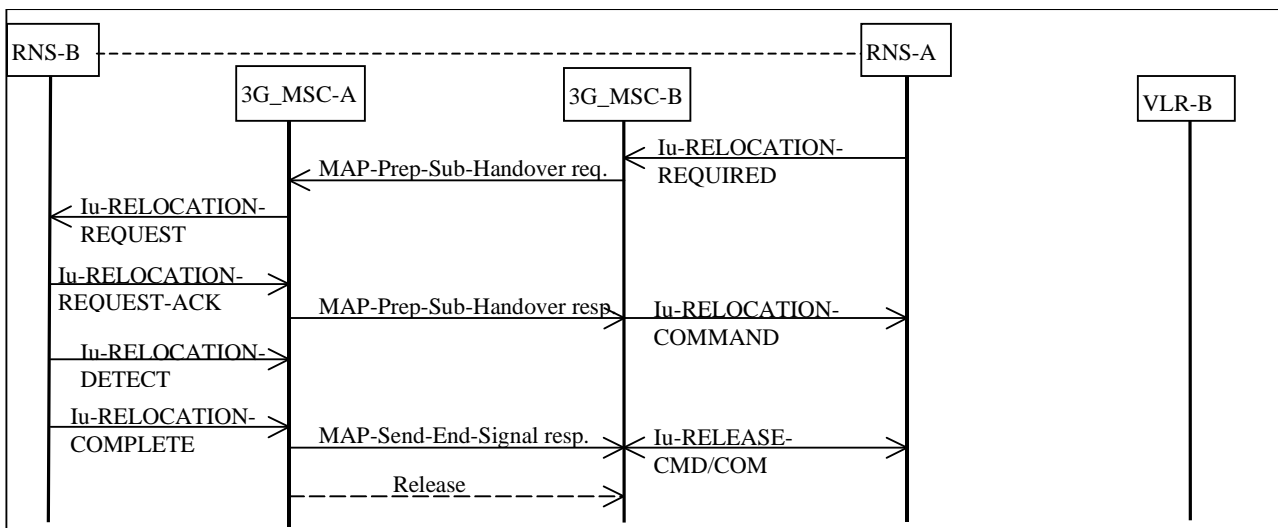 RNS-B
RNS-A
3G_MSC-A
3G_MSC-B
VLR-B
Iu-RELOCATION-
REQUIRED
MAP-Prep-Sub-Handover req.
Iu-RELOCATION-
REQUEST
Iu-RELOCATION-
REQUEST-ACK
MAP-Prep-Sub-Handover resp
Iu-RELOCATION-
COMMAND
Iu-RELOCATION-
DETECT
Iu-RELOCATION-
COMPLETE
MAP-Send-End-Signal resp.
Iu-RELEASE-
CMD/COM
Release